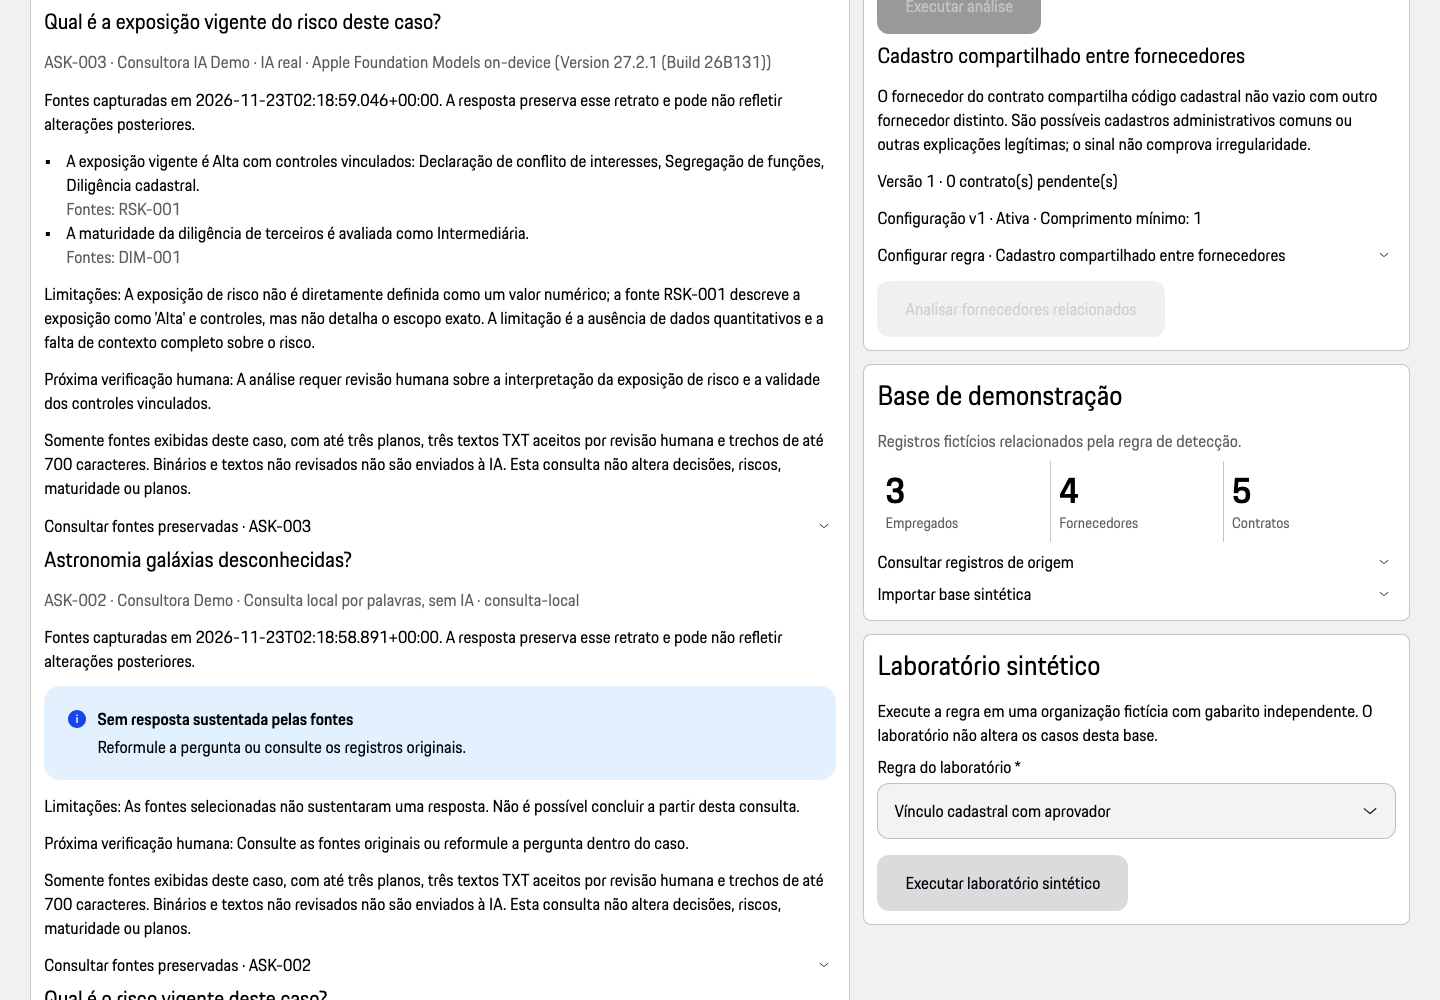 Qual é a exposição vigente do risco deste caso?
ASK-003 · Consultora IA Demo · IA real · Apple Foundation Models on-device (Version 27.2.1 (Build 26B131))
Fontes capturadas em 2026-11-23T02:18:59.046+00:00. A resposta preserva esse retrato e pode não refletir
alterações posteriores.
▪ A exposição vigente é Alta com controles vinculados: Declaração de conflito de interesses, Segregação de funções,
Diligência cadastral.
Fontes: RSK-001
▪ A maturidade da diligência de terceiros é avaliada como Intermediária.
Fontes: DIM-001
Limitações: A exposição de risco não é diretamente definida como um valor numérico; a fonte RSK-001 descreve a
exposição como 'Alta' e controles, mas não detalha o escopo exato. A limitação é a ausência de dados quantitativos e a
falta de contexto completo sobre o risco.
Próxima verificação humana: A análise requer revisão humana sobre a interpretação da exposição de risco e a validade
dos controles vinculados.
Somente fontes exibidas deste caso, com até três planos, três textos TXT aceitos por revisão humana e trechos de até
700 caracteres. Binários e textos não revisados não são enviados à IA. Esta consulta não altera decisões, riscos,
maturidade ou planos.
Consultar fontes preservadas · ASK-003
Astronomia galáxias desconhecidas?
ASK-002 · Consultora Demo · Consulta local por palavras, sem IA · consulta-local
Fontes capturadas em 2026-11-23T02:18:58.891+00:00. A resposta preserva esse retrato e pode não refletir
alterações posteriores.
Sem resposta sustentada pelas fontes
Reformule a pergunta ou consulte os registros originais.
Limitações: As fontes selecionadas não sustentaram uma resposta. Não é possível concluir a partir desta consulta.
Próxima verificação humana: Consulte as fontes originais ou reformule a pergunta dentro do caso.
Somente fontes exibidas deste caso, com até três planos, três textos TXT aceitos por revisão humana e trechos de até
700 caracteres. Binários e textos não revisados não são enviados à IA. Esta consulta não altera decisões, riscos,
maturidade ou planos.
Consultar fontes preservadas · ASK-002
Qual é o risco vigente deste caso?
Executar análise
Cadastro compartilhado entre fornecedores
O fornecedor do contrato compartilha código cadastral não vazio com outro
fornecedor distinto. São possíveis cadastros administrativos comuns ou
outras explicações legítimas; o sinal não comprova irregularidade.
Versão 1 · 0 contrato(s) pendente(s)
Configuração v1 · Ativa · Comprimento mínimo: 1
Configurar regra · Cadastro compartilhado entre fornecedores
Analisar fornecedores relacionados
Base de demonstração
Registros fictícios relacionados pela regra de detecção.
3
Empregados
4
Fornecedores
5
Contratos
Consultar registros de origem
Importar base sintética
Laboratório sintético
Execute a regra em uma organização fictícia com gabarito independente. O
laboratório não altera os casos desta base.
Regra do laboratório *
Vínculo cadastral com aprovador
Executar laboratório sintético